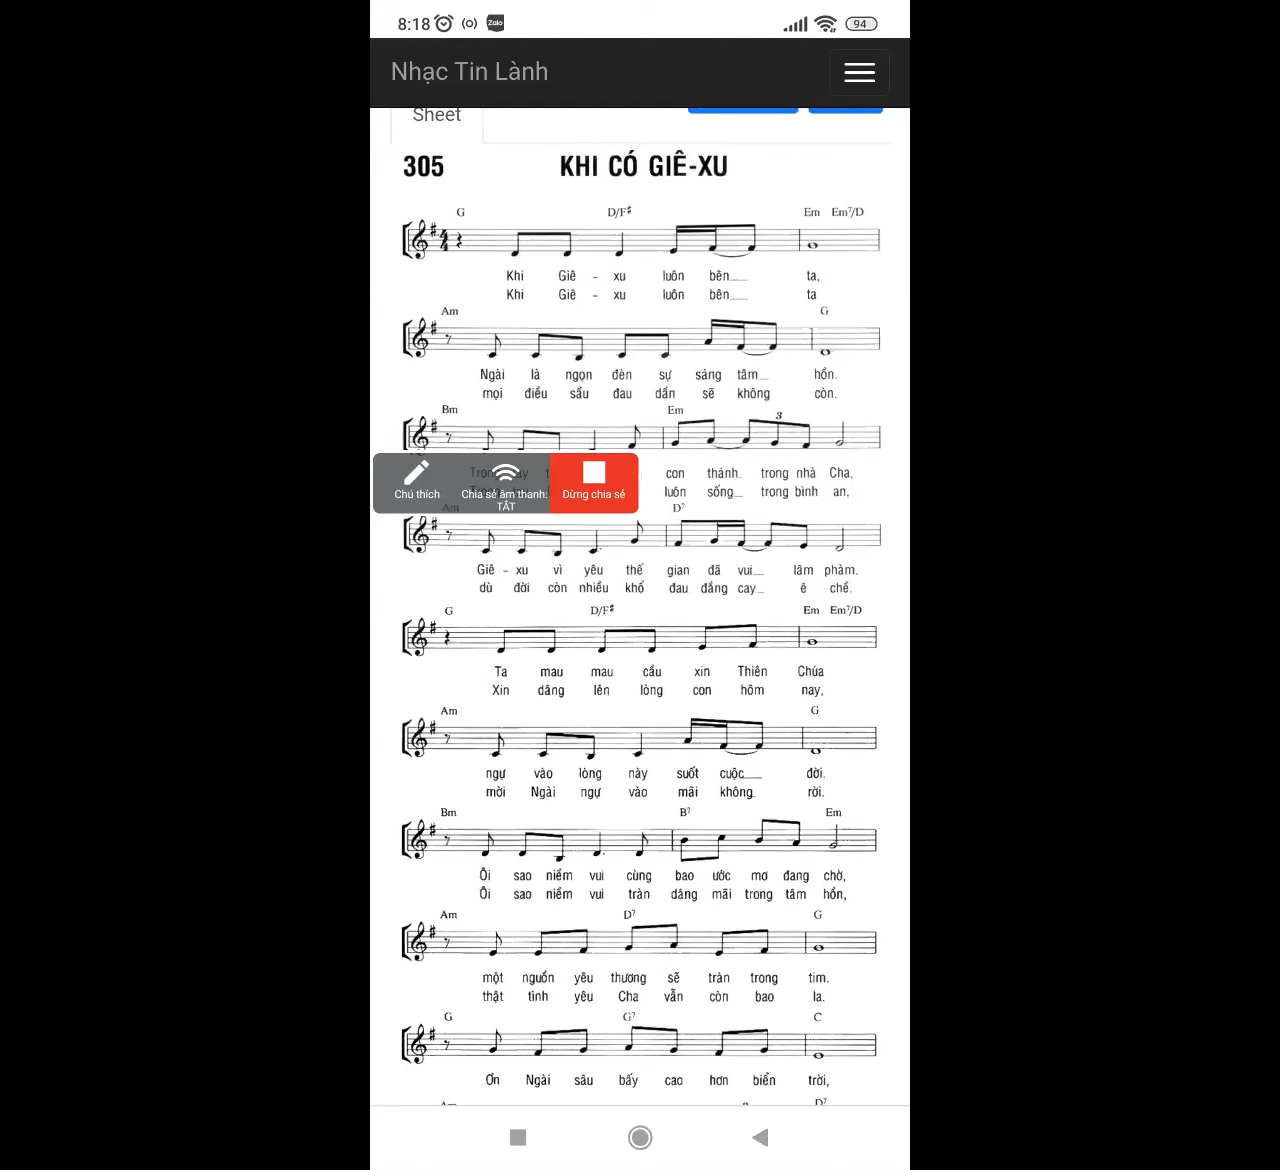 8:18 Zalo 94
Nhạc Tin Lành
Sheet
305 KHI CÓ GIÊ-XU
G D/F♯ Em Em7/D
4 4
Khi Giê - xu luôn bên ta,
Khi Giê - xu luôn bên ta
Am G
Ngài là ngọn đèn sự sáng tâm hồn.
mọi điều sầu đau dần sẽ không còn.
Bm Em
3
Trong con thánh trong nhà Cha,
luôn sống trong bình an,
Chú thích Chia sẻ âm thanh: TẮT Dừng chia sẻ
Am D7
Giê - xu vì yêu thế gian đã vui lâm phàm.
dù đời còn nhiều khổ đau đắng cay ê chề.
G D/F♯ Em Em7/D
Ta mau mau cầu xin Thiên Chúa
Xin dâng lên lòng con hôm nay,
Am G
ngự vào lòng này suốt cuộc đời.
mời Ngài ngự vào mãi không rời.
Bm B7 Em
Ôi sao niềm vui cùng bao ước mơ đang chờ,
Ôi sao niềm vui tràn dâng mãi trong tâm hồn,
Am D7 G
một nguồn yêu thương sẽ tràn trong tim.
thật tình yêu Cha vẫn còn bao la.
G G7 C
Ơn Ngài sâu bấy cao hơn biển trời,
Am D7